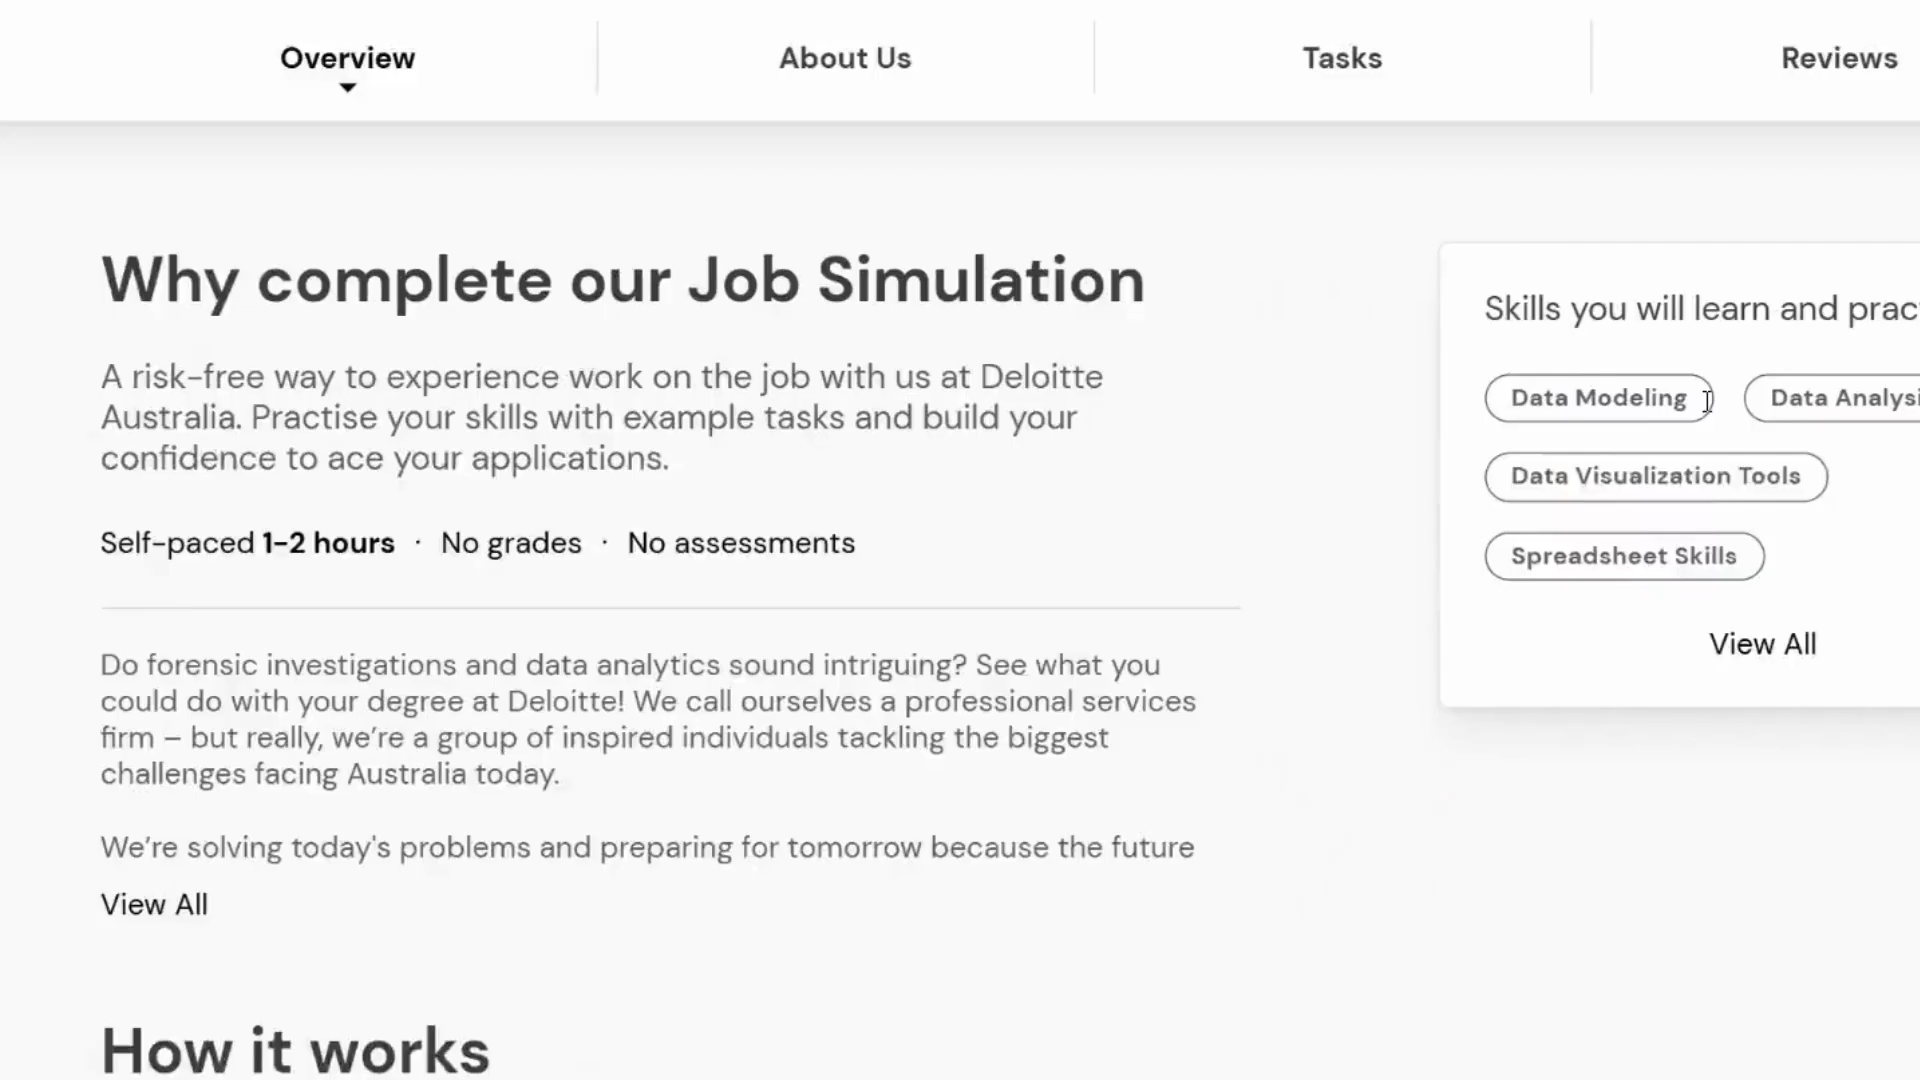 Overview
About Us
Tasks
Reviews
Why complete our Job Simulation
A risk-free way to experience work on the job with us at Deloitte
Australia. Practise your skills with example tasks and build your
confidence to ace your applications.
Self-paced 1-2 hours · No grades · No assessments
Do forensic investigations and data analytics sound intriguing? See what you
could do with your degree at Deloitte! We call ourselves a professional services
firm – but really, we’re a group of inspired individuals tackling the biggest
challenges facing Australia today.
We’re solving today's problems and preparing for tomorrow because the future
View All
How it works
Skills you will learn and prac
Data Modeling
Data Analysi
Data Visualization Tools
Spreadsheet Skills
View All